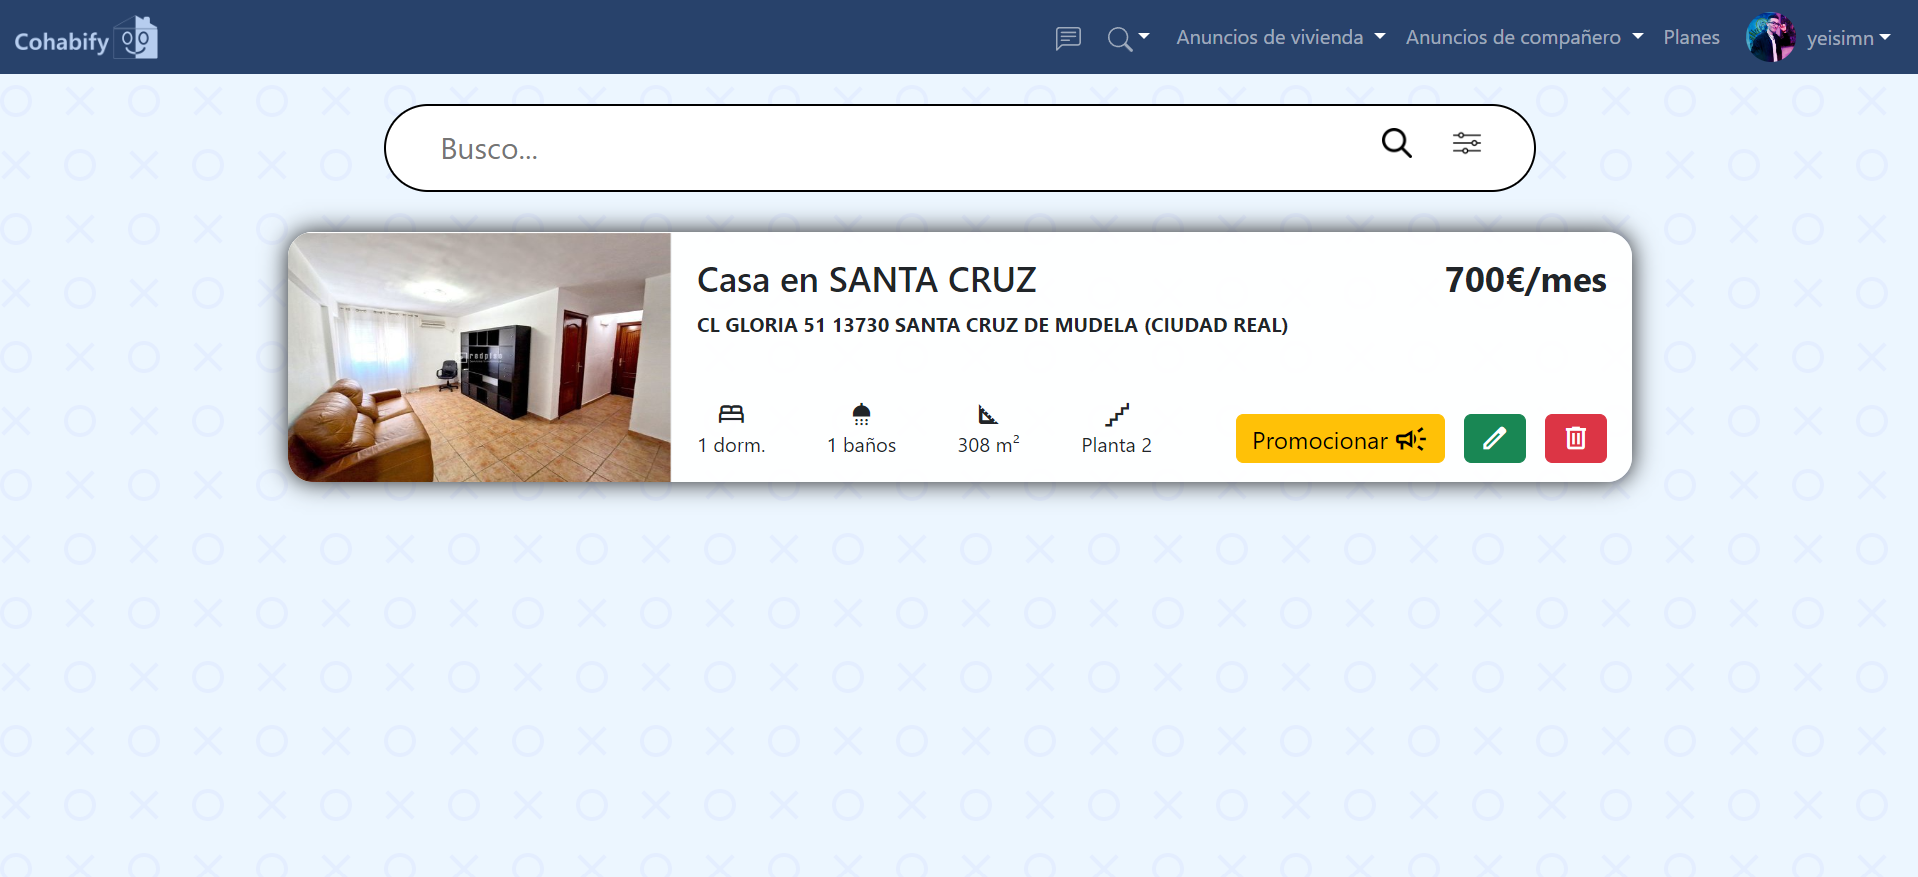 Cohabify
Anuncios de vivienda
Anuncios de compañero
Planes
yeisimn
Busco...
Casa en SANTA CRUZ
700€/mes
CL GLORIA 51 13730 SANTA CRUZ DE MUDELA (CIUDAD REAL)
1 dorm.
1 baños
308 m²
Planta 2
Promocionar